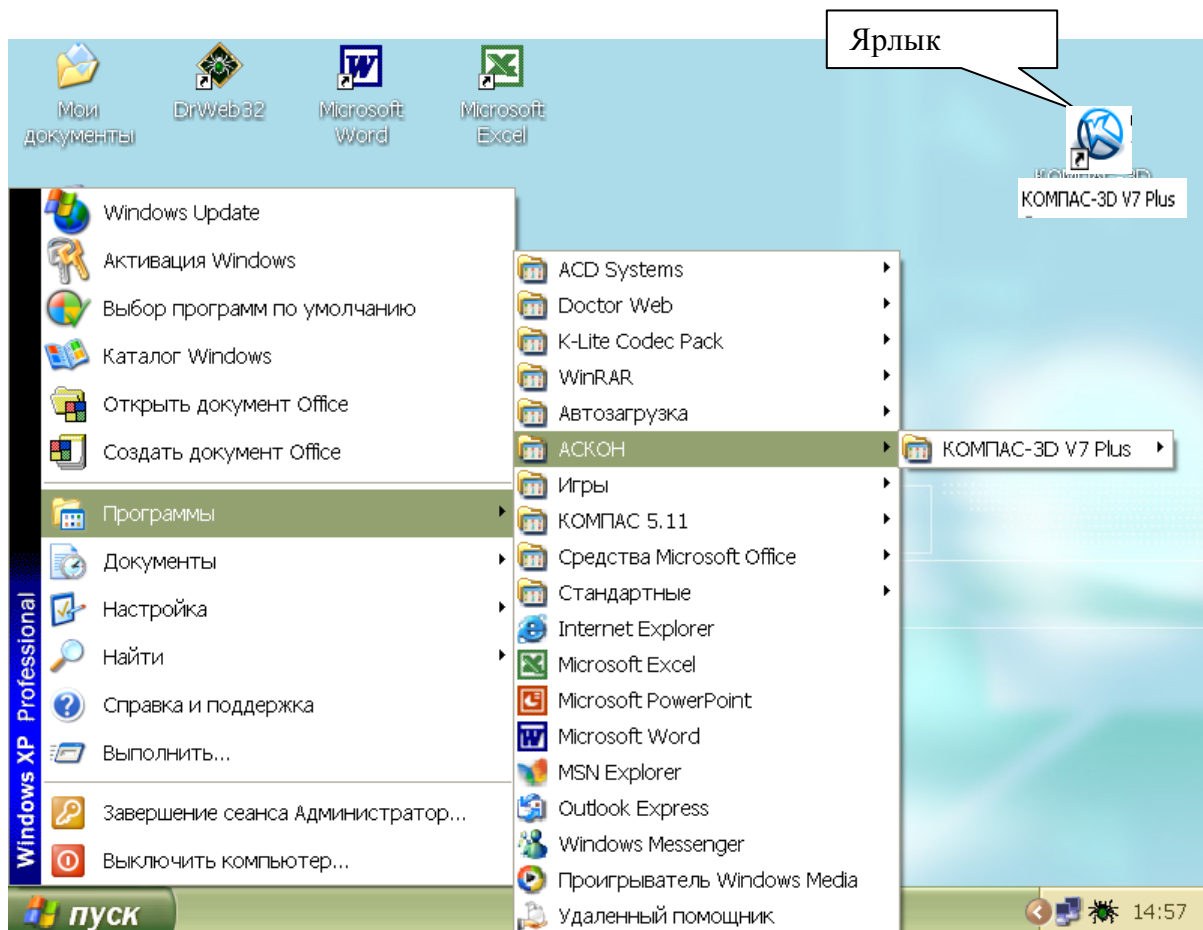 Ярлык
Мои
документы
DrWeb32
Microsoft
Word
Microsoft
Excel
КОМПАС-3D
КОМПАС-3D V7 Plus
Windows Update
Активация Windows
Выбор программ по умолчанию
Каталог Windows
Открыть документ Office
Создать документ Office
Программы
Документы
Настройка
Найти
Справка и поддержка
Выполнить...
Завершение сеанса Администратор...
Выключить компьютер...
Windows XP Professional
ACD Systems
Doctor Web
K-Lite Codec Pack
WinRAR
Автозагрузка
АСКОН
Игры
КОМПАС 5.11
Средства Microsoft Office
Стандартные
Internet Explorer
Microsoft Excel
Microsoft PowerPoint
Microsoft Word
MSN Explorer
Outlook Express
Windows Messenger
Проигрыватель Windows Media
Удаленный помощник
КОМПАС-3D V7 Plus
пуск
14:57